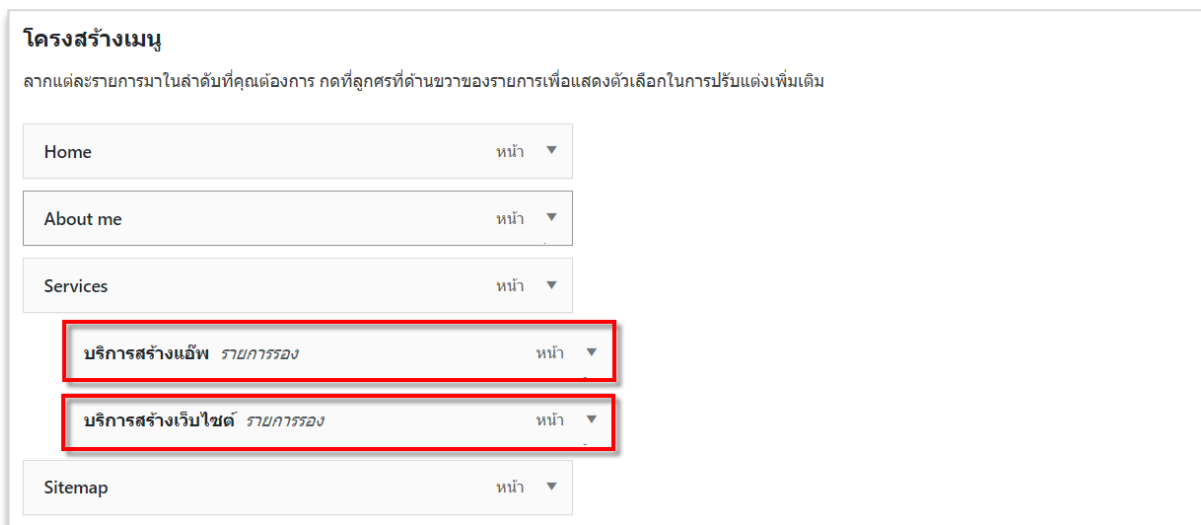 โครงสร้างเมนู
ลากแต่ละรายการมาในลำดับที่คุณต้องการ กดที่ลูกศรที่ด้านขวาของรายการเพื่อแสดงตัวเลือกในการปรับแต่งเพิ่มเติม
Home หน้า
About me หน้า
Services หน้า
บริการสร้างแอ๊พ รายการรอง หน้า
บริการสร้างเว็บไซต์ รายการรอง หน้า
Sitemap หน้า